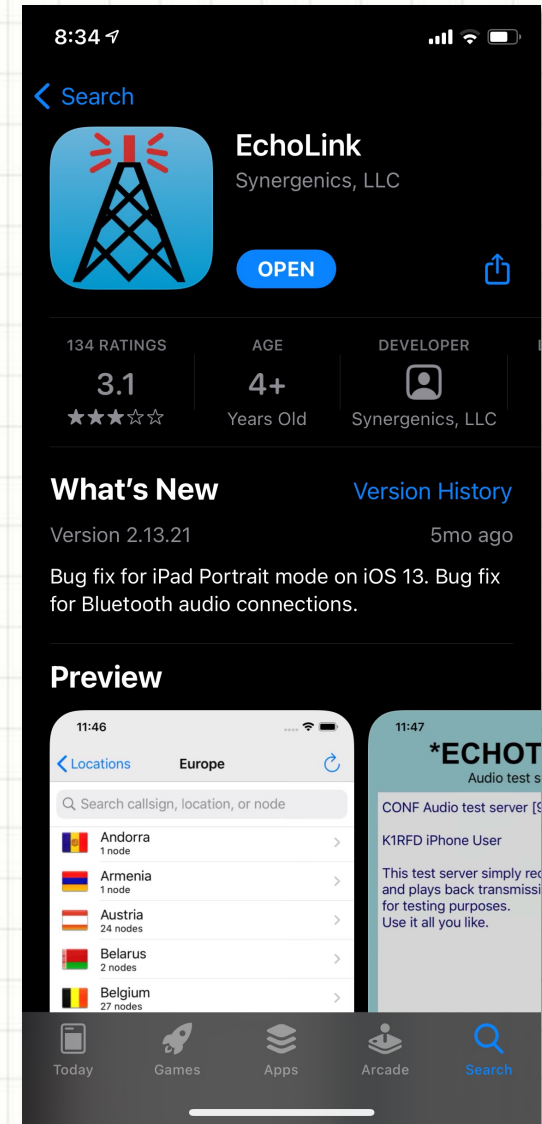 8:34
Search
EchoLink
Synergenics, LLC
OPEN
134 RATINGS
AGE
DEVELOPER
3.1
4+
★★★☆☆
Years Old
Synergenics, LLC
What's New
Version History
Version 2.13.21
5mo ago
Bug fix for iPad Portrait mode on iOS 13. Bug fix
for Bluetooth audio connections.
Preview
11:46
Locations
Europe
Search callsign, location, or node
Andorra
1 node
Armenia
1 node
Austria
24 nodes
Belarus
2 nodes
Belgium
27 nodes
11:47
*ECHOT
Audio test s
CONF Audio test server [9
K1RFD iPhone User
This test server simply rec
and plays back transmissi
for testing purposes.
Use it all you like.
Today
Games
Apps
Arcade
Search